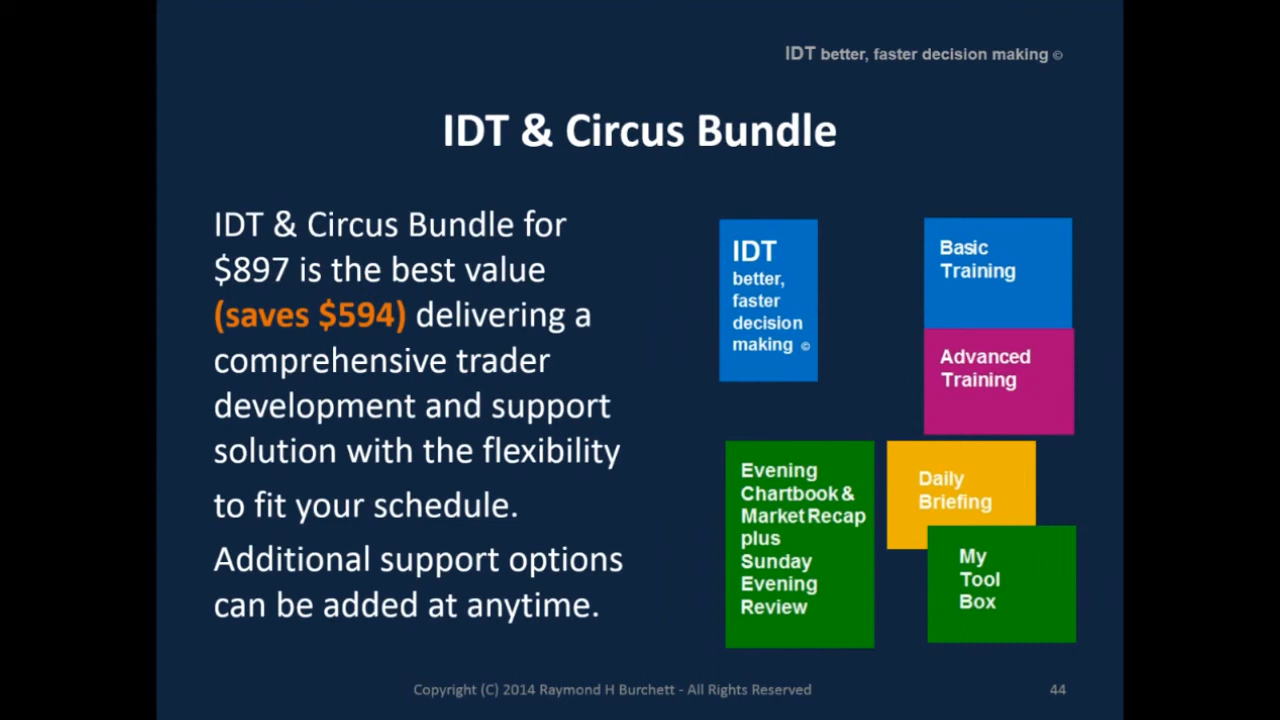 IDT better, faster decision making ©
IDT & Circus Bundle
IDT & Circus Bundle for
$897 is the best value
(saves $594) delivering a
comprehensive trader
development and support
solution with the flexibility
to fit your schedule.
Additional support options
can be added at anytime.
IDT
better,
faster
decision
making ©
Basic
Training
Advanced
Training
Evening
Chartbook &
Market Recap
plus
Sunday
Evening
Review
Daily
Briefing
My
Tool
Box
Copyright (C) 2014 Raymond H Burchett - All Rights Reserved
44